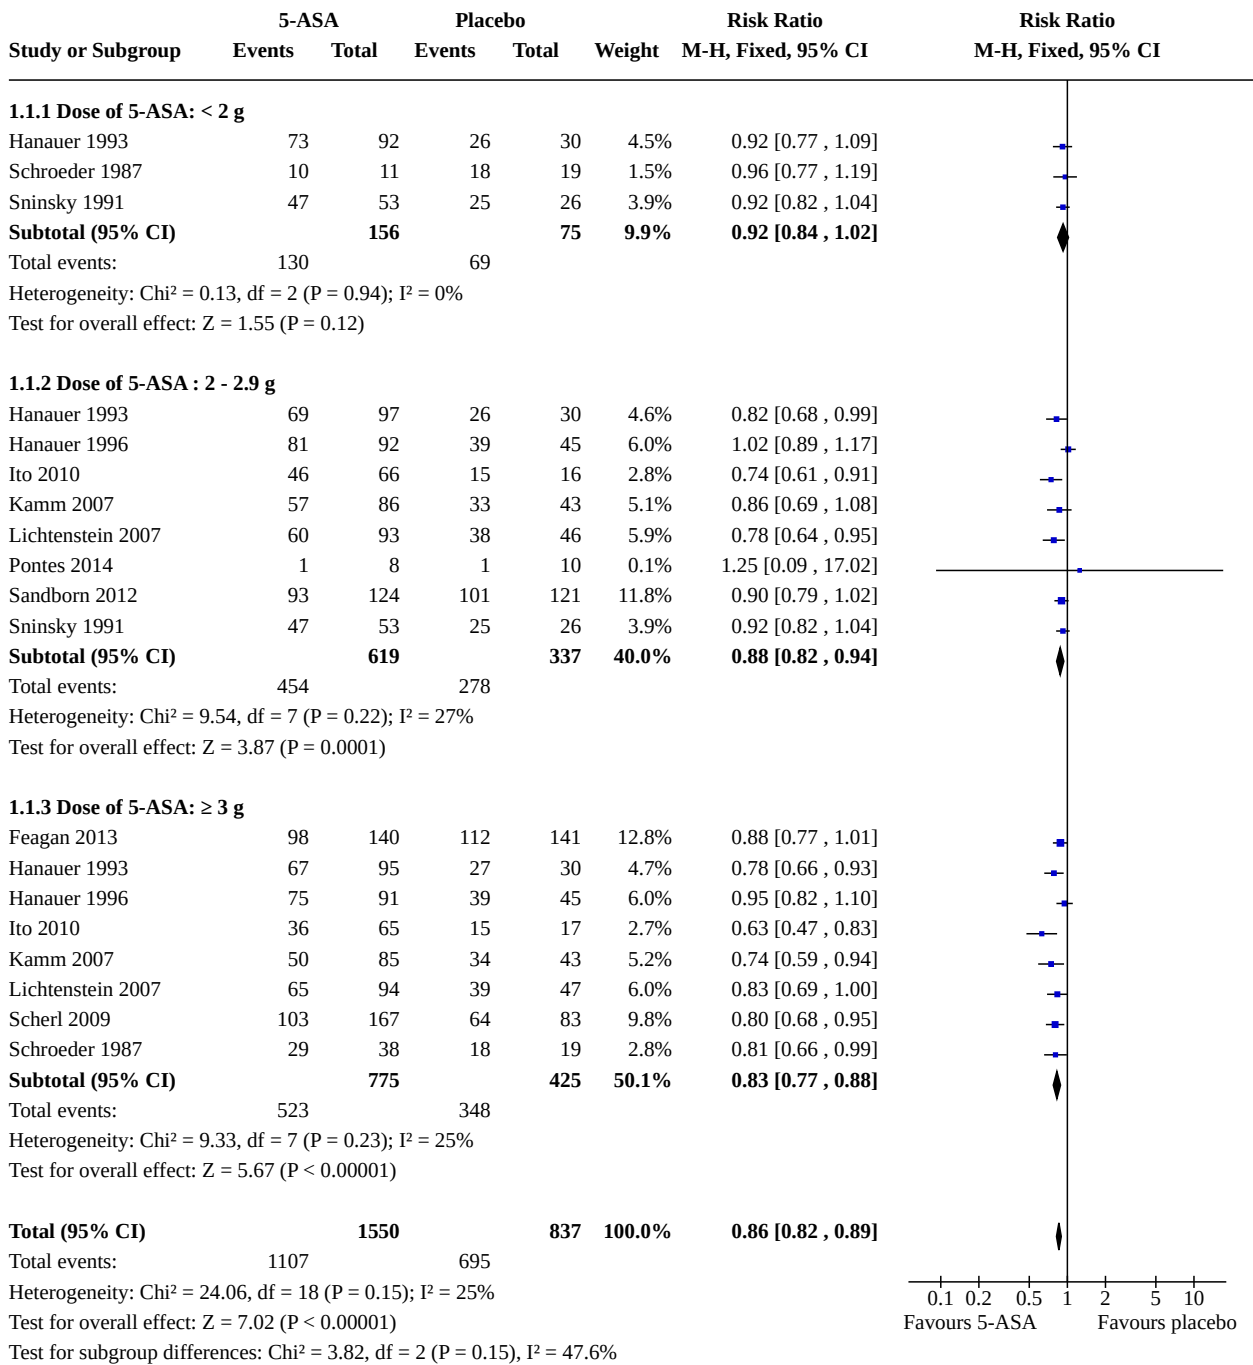 5-ASA Placebo Risk Ratio Risk Ratio
Study or Subgroup Events Total Events Total Weight M-H, Fixed, 95% CI M-H, Fixed, 95% CI
1.1.1 Dose of 5-ASA: < 2 g
Hanauer 1993 73 92 26 30 4.5% 0.92 [0.77 , 1.09]
Schroeder 1987 10 11 18 19 1.5% 0.96 [0.77 , 1.19]
Sninsky 1991 47 53 25 26 3.9% 0.92 [0.82 , 1.04]
Subtotal (95% CI) 156 75 9.9% 0.92 [0.84 , 1.02]
Total events: 130 69
Heterogeneity: Chi² = 0.13, df = 2 (P = 0.94); I² = 0%
Test for overall effect: Z = 1.55 (P = 0.12)
1.1.2 Dose of 5-ASA : 2 - 2.9 g
Hanauer 1993 69 97 26 30 4.6% 0.82 [0.68 , 0.99]
Hanauer 1996 81 92 39 45 6.0% 1.02 [0.89 , 1.17]
Ito 2010 46 66 15 16 2.8% 0.74 [0.61 , 0.91]
Kamm 2007 57 86 33 43 5.1% 0.86 [0.69 , 1.08]
Lichtenstein 2007 60 93 38 46 5.9% 0.78 [0.64 , 0.95]
Pontes 2014 1 8 1 10 0.1% 1.25 [0.09 , 17.02]
Sandborn 2012 93 124 101 121 11.8% 0.90 [0.79 , 1.02]
Sninsky 1991 47 53 25 26 3.9% 0.92 [0.82 , 1.04]
Subtotal (95% CI) 619 337 40.0% 0.88 [0.82 , 0.94]
Total events: 454 278
Heterogeneity: Chi² = 9.54, df = 7 (P = 0.22); I² = 27%
Test for overall effect: Z = 3.87 (P = 0.0001)
1.1.3 Dose of 5-ASA: ≥ 3 g
Feagan 2013 98 140 112 141 12.8% 0.88 [0.77 , 1.01]
Hanauer 1993 67 95 27 30 4.7% 0.78 [0.66 , 0.93]
Hanauer 1996 75 91 39 45 6.0% 0.95 [0.82 , 1.10]
Ito 2010 36 65 15 17 2.7% 0.63 [0.47 , 0.83]
Kamm 2007 50 85 34 43 5.2% 0.74 [0.59 , 0.94]
Lichtenstein 2007 65 94 39 47 6.0% 0.83 [0.69 , 1.00]
Scherl 2009 103 167 64 83 9.8% 0.80 [0.68 , 0.95]
Schroeder 1987 29 38 18 19 2.8% 0.81 [0.66 , 0.99]
Subtotal (95% CI) 775 425 50.1% 0.83 [0.77 , 0.88]
Total events: 523 348
Heterogeneity: Chi² = 9.33, df = 7 (P = 0.23); I² = 25%
Test for overall effect: Z = 5.67 (P < 0.00001)
Total (95% CI) 1550 837 100.0% 0.86 [0.82 , 0.89]
Total events: 1107 695
Heterogeneity: Chi² = 24.06, df = 18 (P = 0.15); I² = 25%
0.1 0.2 0.5 1 2 5 10
Test for overall effect: Z = 7.02 (P < 0.00001) Favours 5-ASA Favours placebo
Test for subgroup differences: Chi² = 3.82, df = 2 (P = 0.15), I² = 47.6%